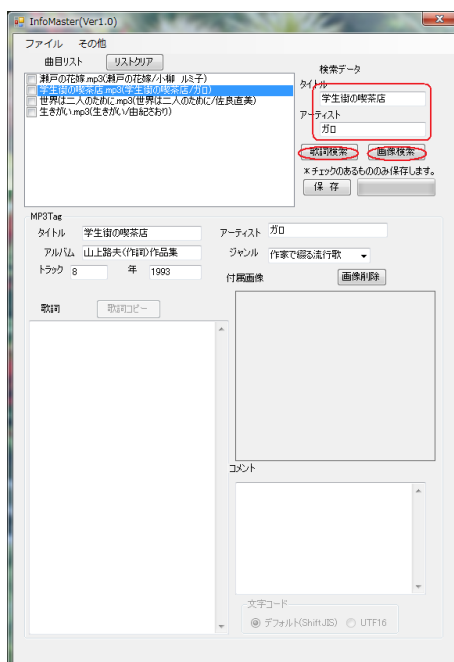 InfoMaster(Ver1.0)
ファイル その他
曲目リスト リストクリア
検索データ
瀬戸の花嫁.mp3(瀬戸の花嫁/小柳 ルミ子)
学生街の喫茶店.mp3(学生街の喫茶店/ガロ)
世界は二人のために.mp3(世界は二人のために/佐良直美)
生きがい.mp3(生きがい/由紀さおり)
タイトル
学生街の喫茶店
アーティスト
ガロ
歌詞検索 画像検索
*チェックのあるもののみ保存します。
保 存
MP3Tag
タイトル 学生街の喫茶店 アーティスト ガロ
アルバム 山上路夫(作詞)作品集 ジャンル 作家で綴る流行歌
トラック 8 年 1993
付属画像 画像削除
歌詞 歌詞コピー
コメント
文字コード
デフォルト(ShiftJIS) UTF16